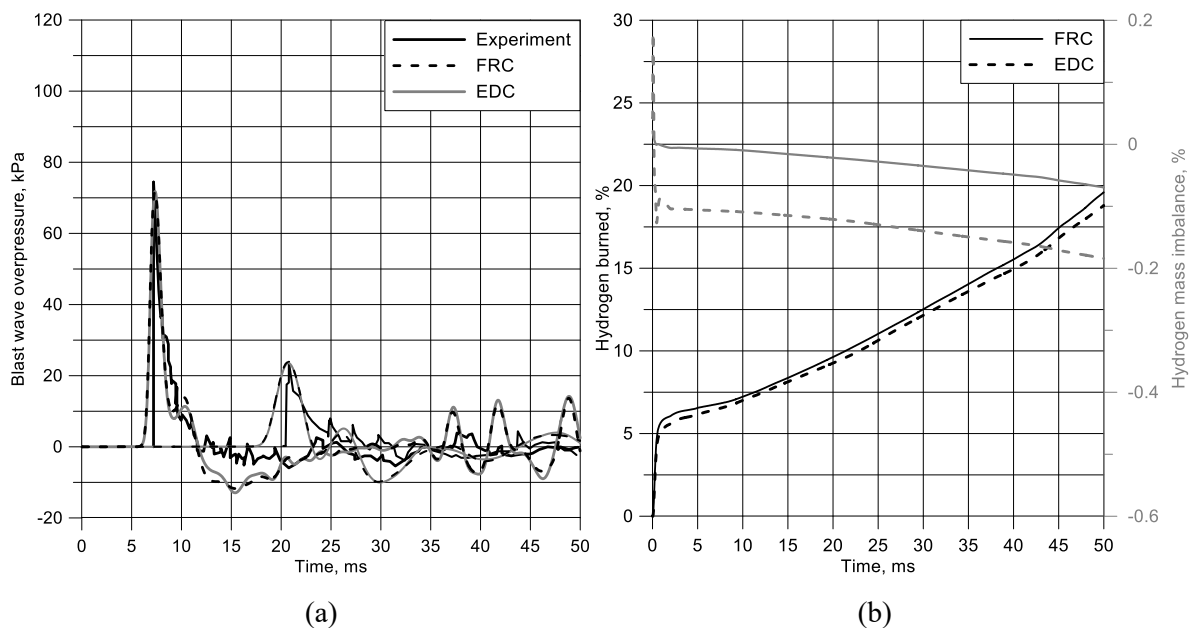 120
100
80
60
40
20
0
-20
Blast wave overpressure, kPa
Experiment
FRC
EDC
0 5 10 15 20 25 30 35 40 45 50
Time, ms
(a)
30
25
20
15
10
5
0
Hydrogen burned, %
FRC
EDC
0.2
0
-0.2
-0.4
-0.6
Hydrogen mass imbalance, %
0 5 10 15 20 25 30 35 40 45 50
Time, ms
(b)